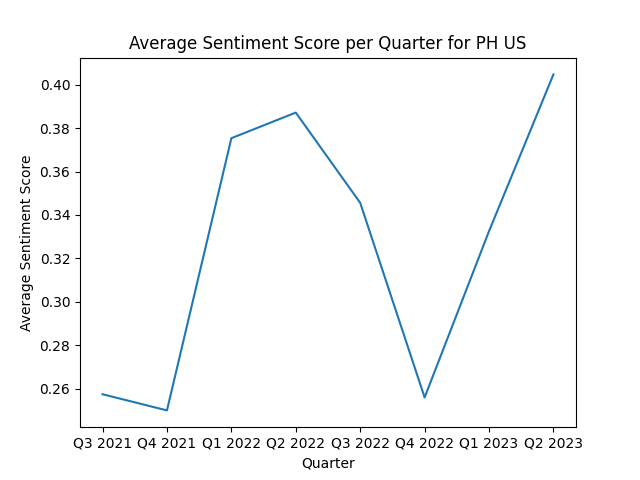 Average Sentiment Score per Quarter for PH US
Average Sentiment Score
0.40
0.38
0.36
0.34
0.32
0.30
0.28
0.26
Q3 2021 Q4 2021 Q1 2022 Q2 2022 Q3 2022 Q4 2022 Q1 2023 Q2 2023
Quarter